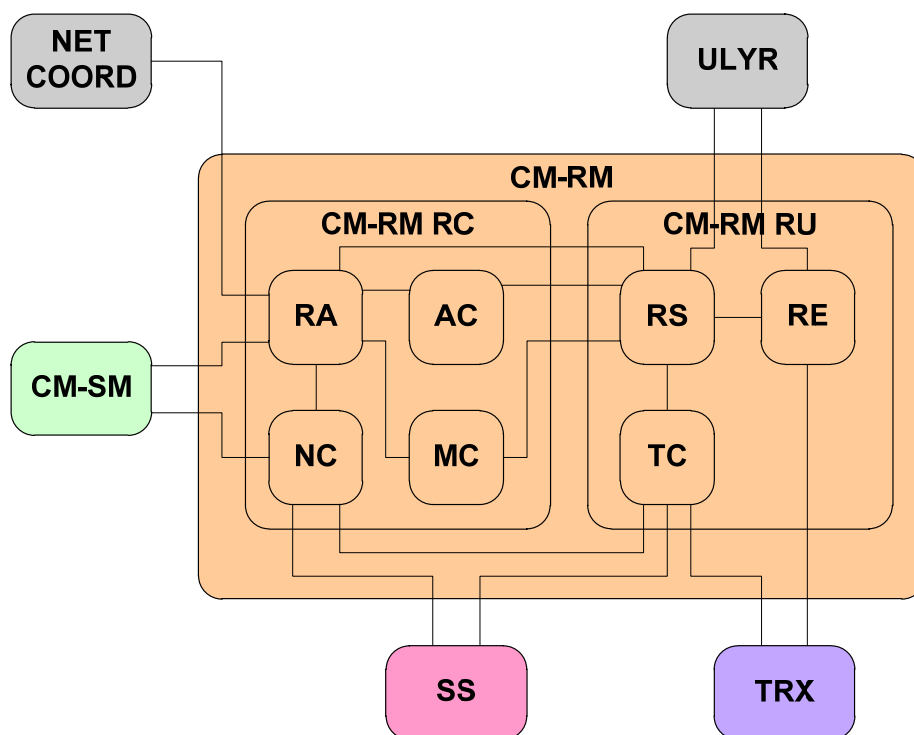 NET
COORD
ULYR
CM-RM
CM-RM RC
CM-RM RU
RA
AC
RS
RE
CM-SM
NC
MC
TC
SS
TRX